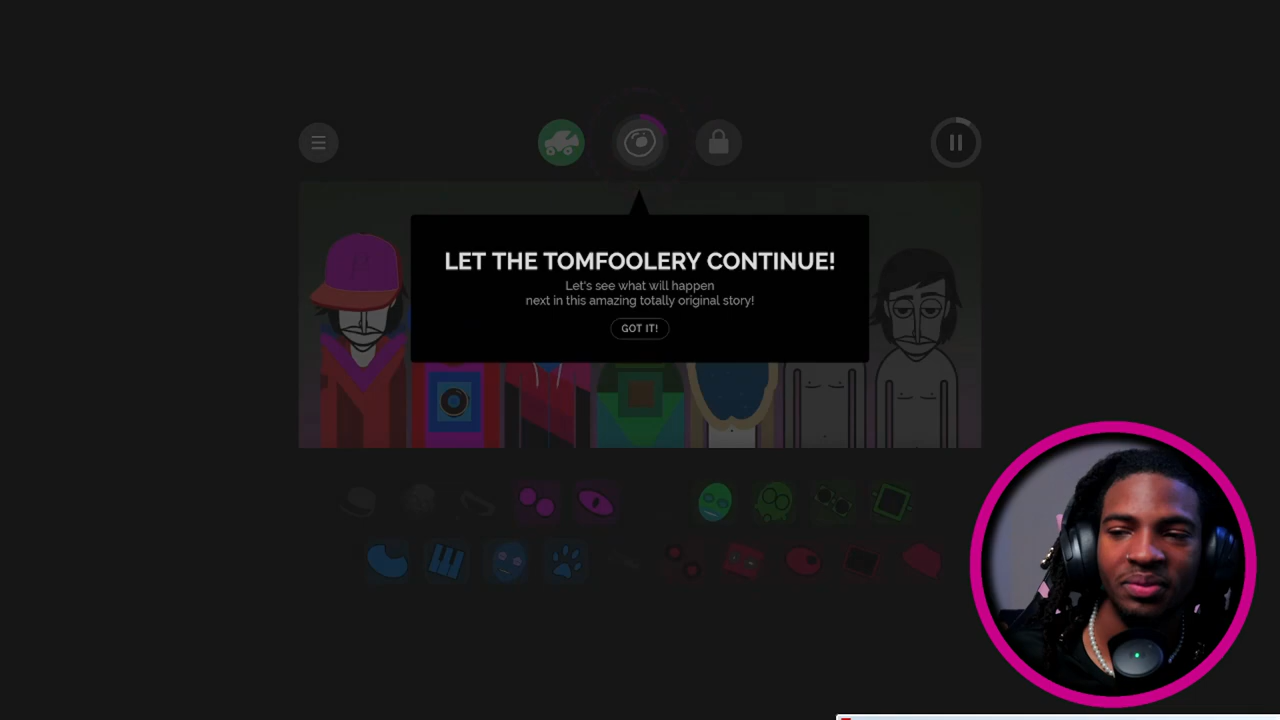 LET THE TOMFOOLERY CONTINUE!
Let's see what will happen
next in this amazing totally original story!
GOT IT!